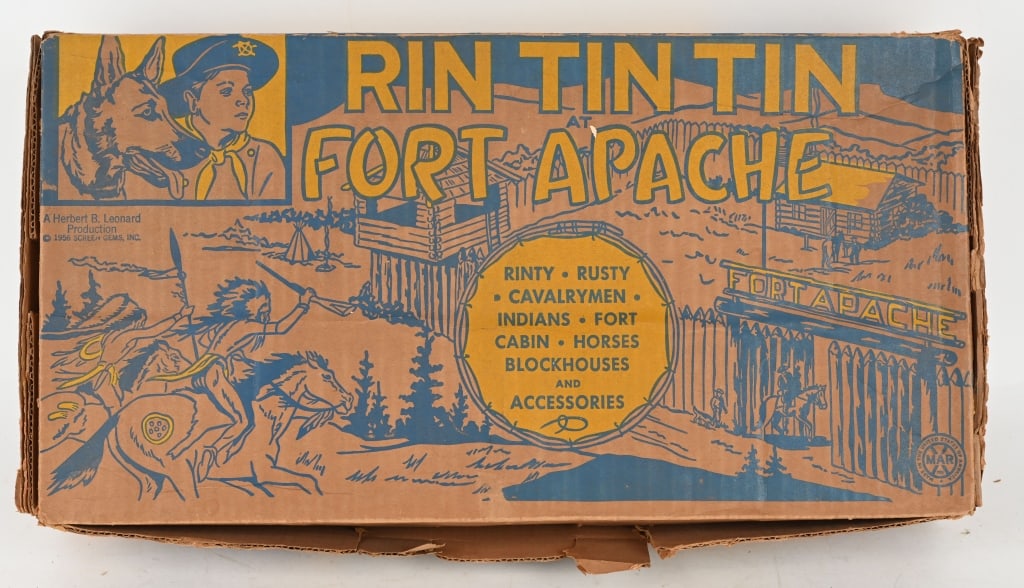 RIN TIN TIN
AT
FORT APACHE
A Herbert B. Leonard
Production
© 1956 SCREEN GEMS, INC.
RINTY • RUSTY
• CAVALRYMEN •
INDIANS • FORT
CABIN • HORSES
BLOCKHOUSES
AND
ACCESSORIES
FORT APACHE
MAR